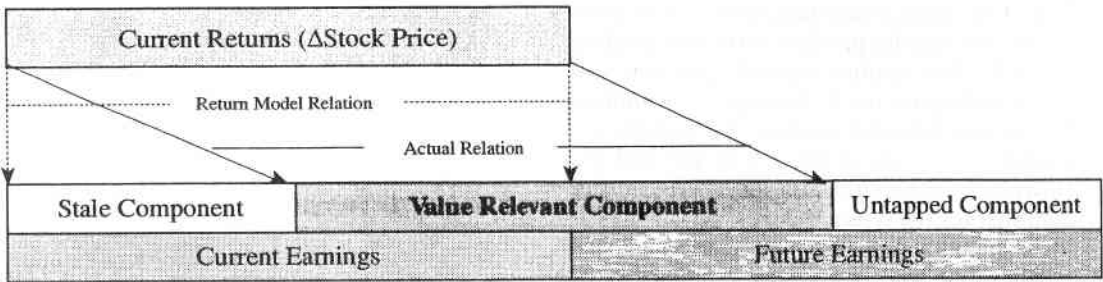 Current Returns (ΔStock Price)
Return Model Relation
Actual Relation
Stale Component
Value Relevant Component
Untapped Component
Current Earnings
Future Earnings